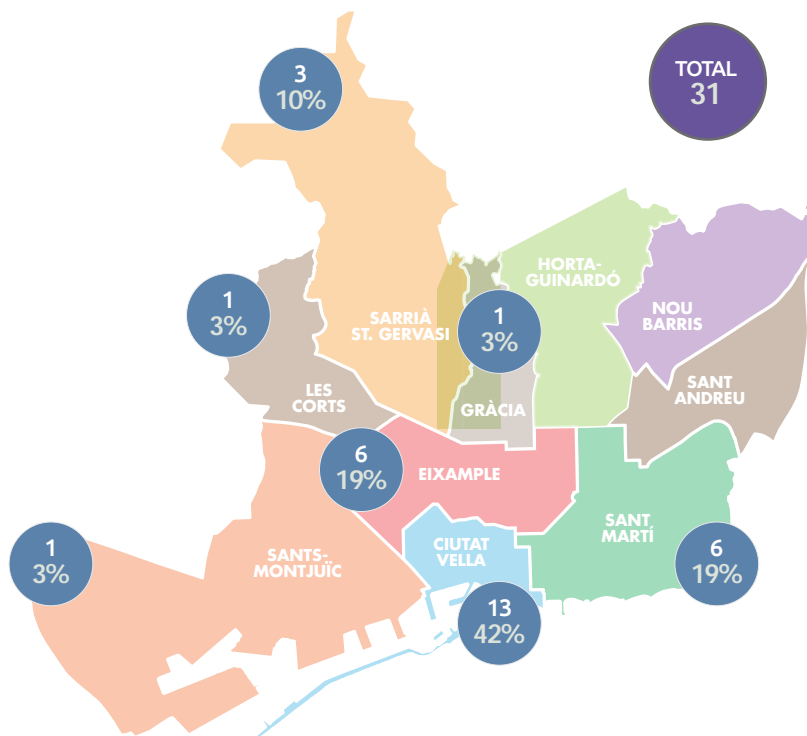 3
10%
TOTAL
31
HORTA-
GUINARDÓ
1
3%
SARRIÀ
ST. GERVASI
1
3%
NOU
BARRIS
LES
CORTS
GRÀCIA
SANT
ANDREU
6
19%
EIXAMPLE
SANT
MARTÍ
1
3%
SANTS-
MONTJUÏC
CIUTAT
VELLA
6
19%
13
42%